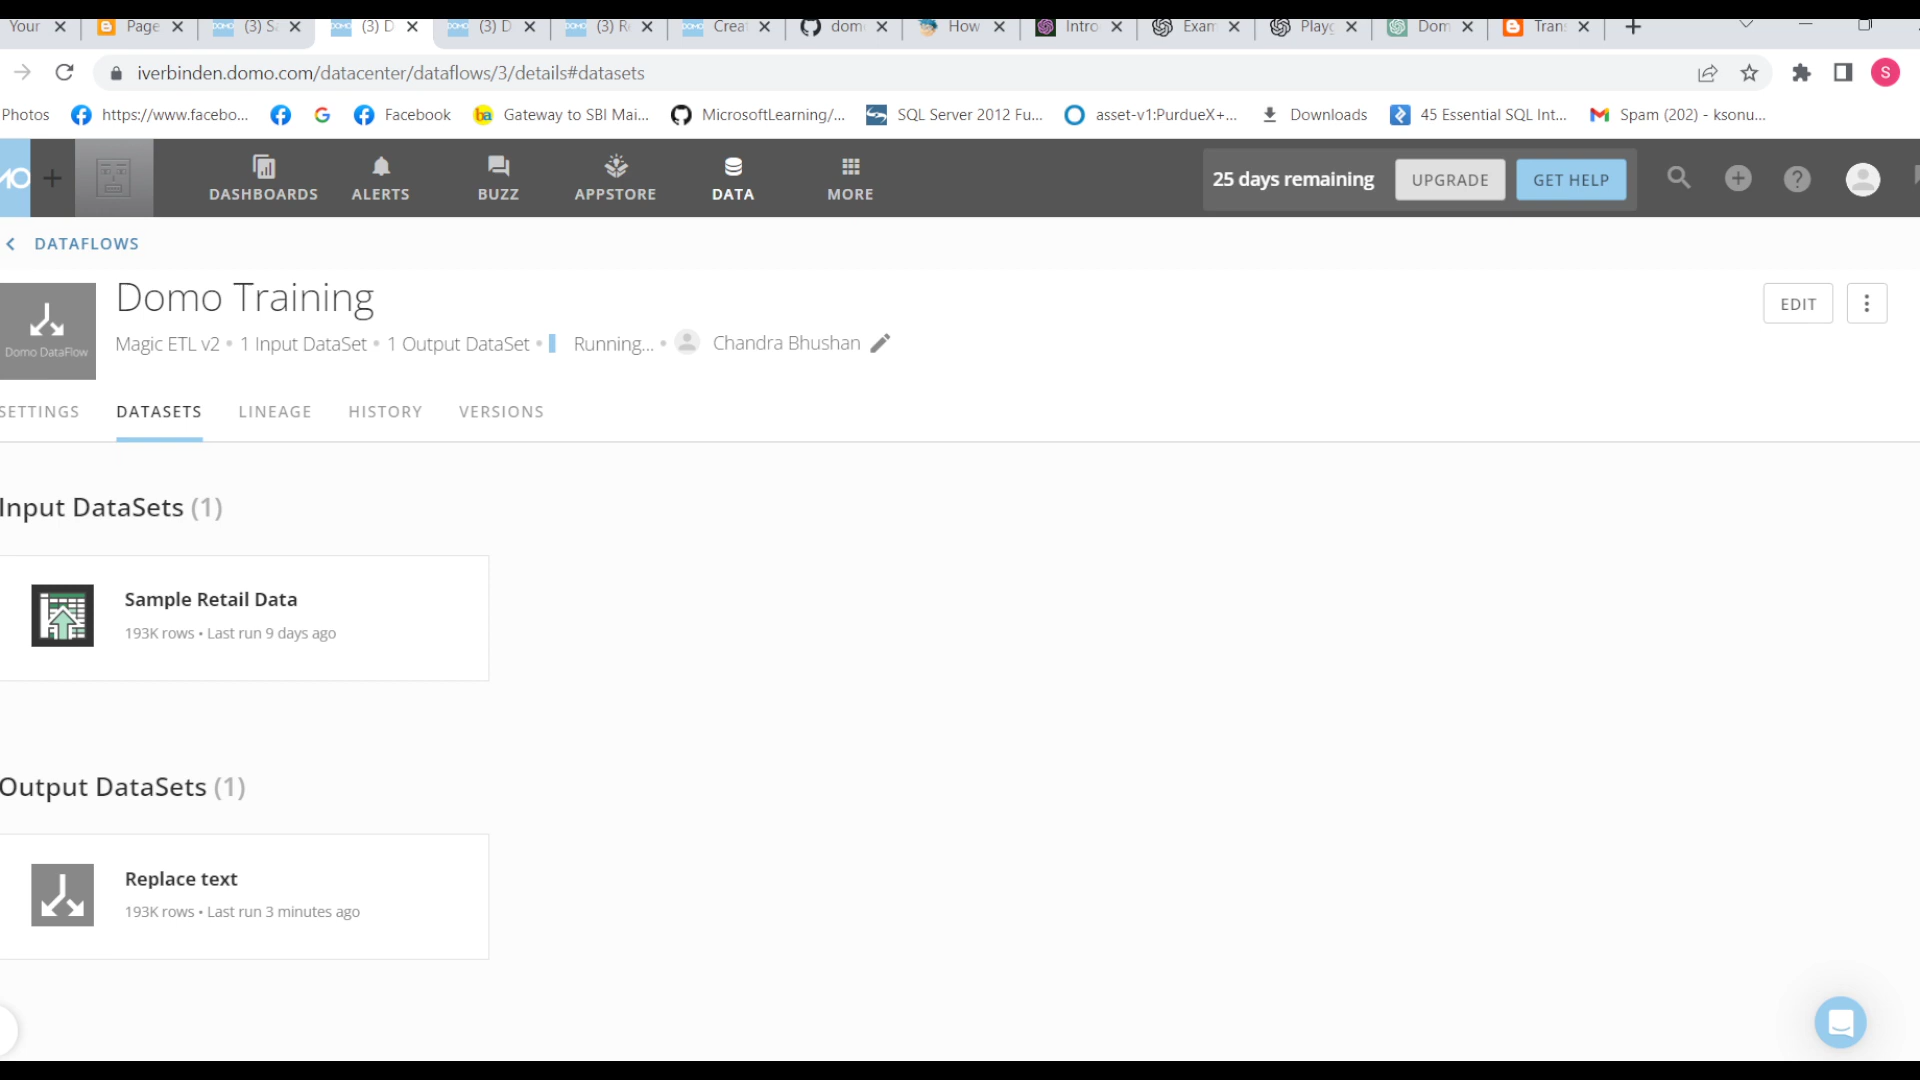 Your
Page
(3) S
(3) D
(3) D
(3) R
Creat
dom
How
Intro
Exam
Playg
Dom
Trans
iverbinden.domo.com/datacenter/dataflows/3/details#datasets
S
Photos
https://www.facebo...
Facebook
Gateway to SBI Mai...
MicrosoftLearning/...
SQL Server 2012 Fu...
asset-v1:PurdueX+...
Downloads
45 Essential SQL Int...
Spam (202) - ksonu...
MO
DASHBOARDS
ALERTS
BUZZ
APPSTORE
DATA
MORE
25 days remaining
UPGRADE
GET HELP
DATAFLOWS
Domo DataFlow
Domo Training
Magic ETL v2 • 1 Input DataSet • 1 Output DataSet • Running... • Chandra Bhushan
EDIT
SETTINGS
DATASETS
LINEAGE
HISTORY
VERSIONS
Input DataSets (1)
Sample Retail Data
193K rows • Last run 9 days ago
Output DataSets (1)
Replace text
193K rows • Last run 3 minutes ago